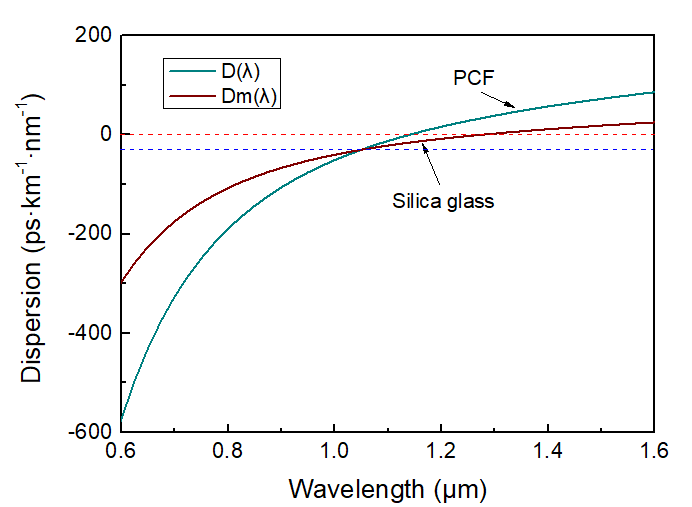 200
0
-200
-400
-600
0.6
0.8
1.0
1.2
1.4
1.6
Dispersion (ps·km⁻¹·nm⁻¹)
Wavelength (μm)
D(λ)
Dm(λ)
PCF
Silica glass